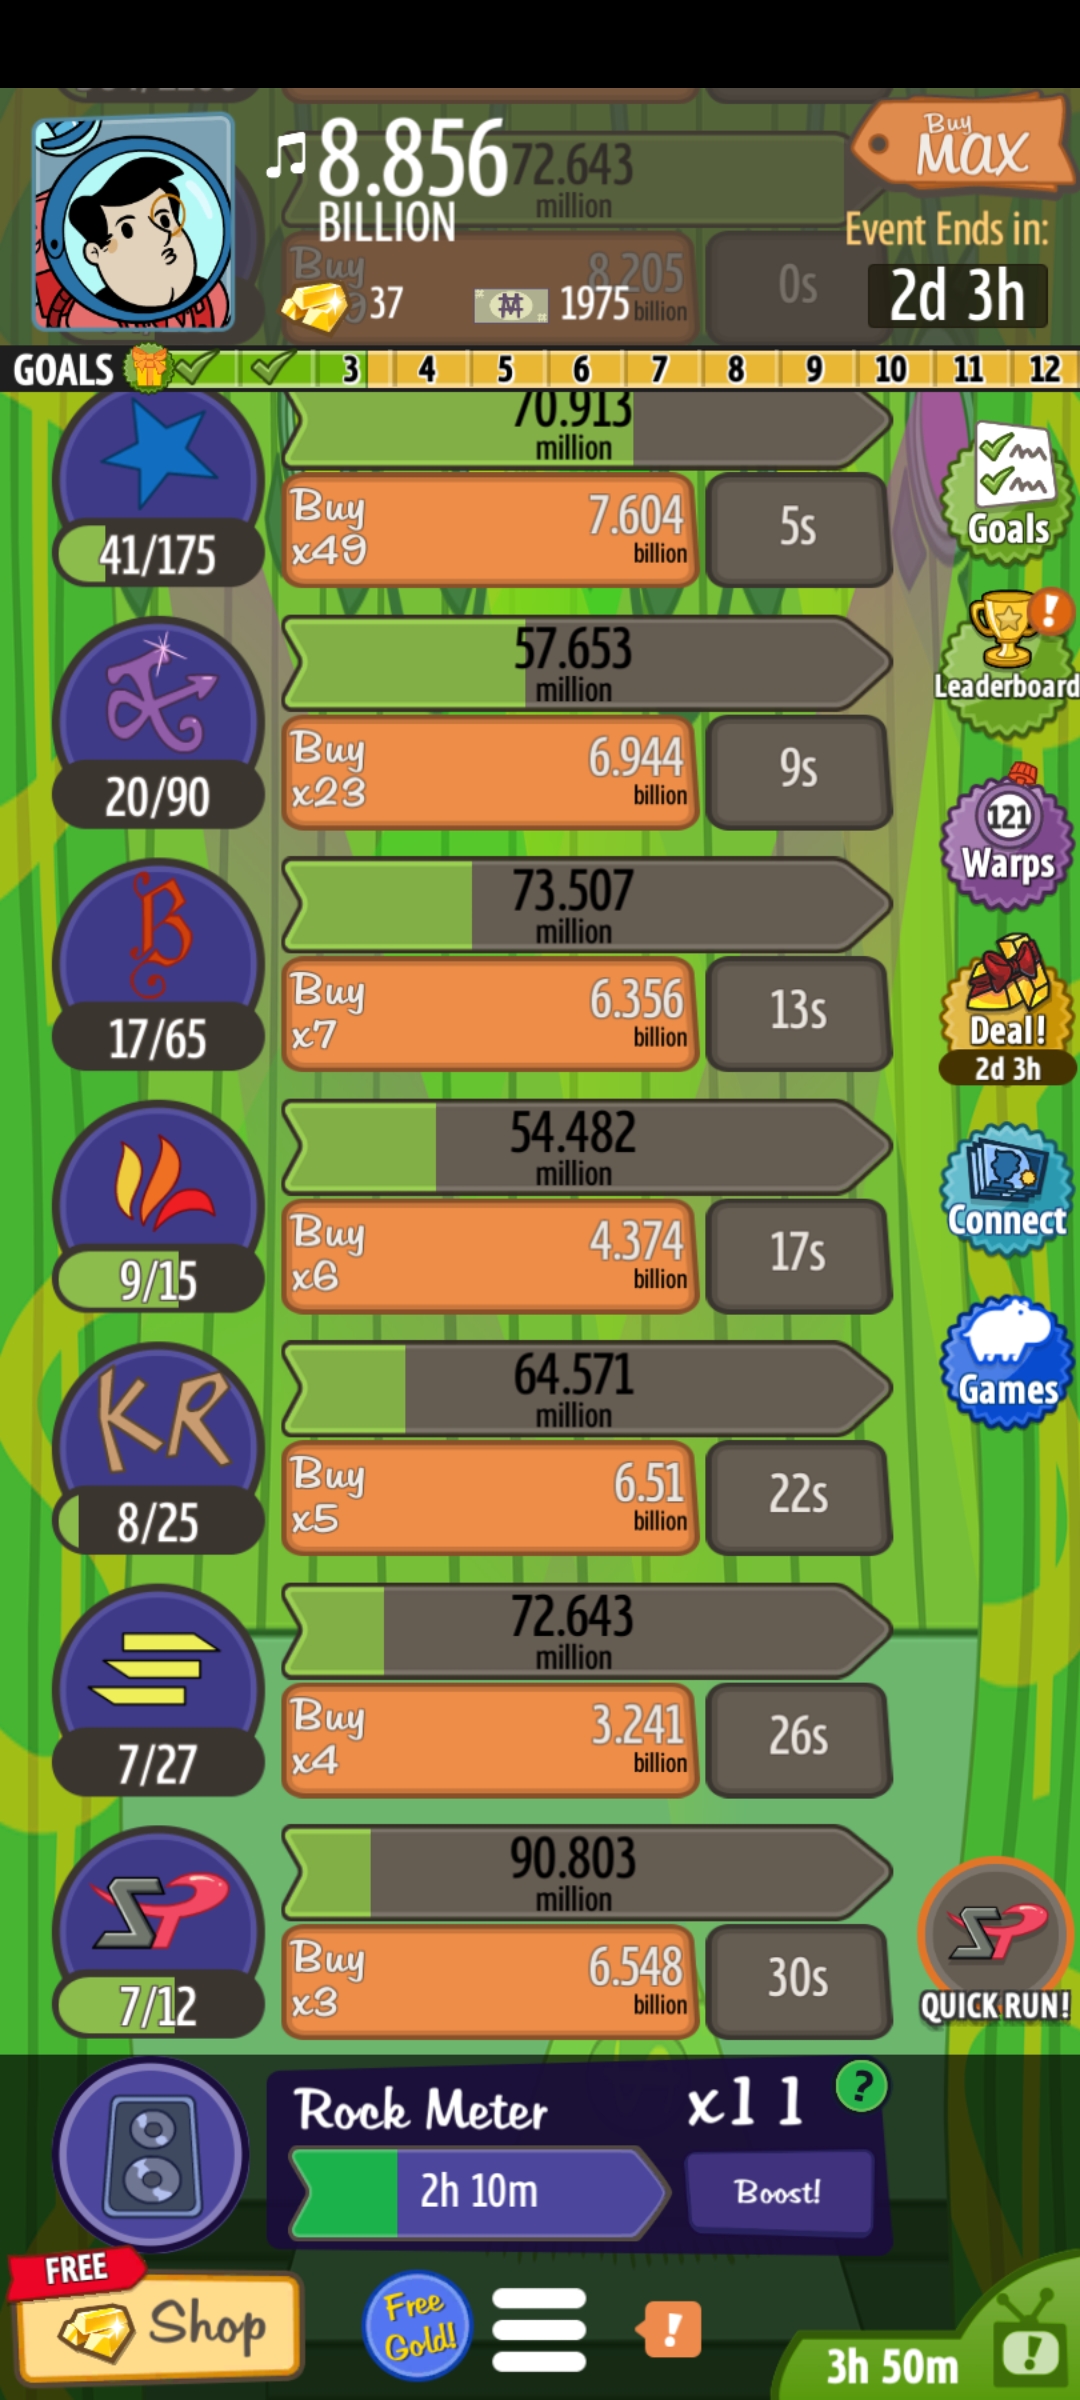 8.856
BILLION
72.643
million
Buy
MAX
Event Ends in:
2d 3h
Buy
8.205
billion
0s
37
1975
GOALS 3 4 5 6 7 8 9 10 11 12
70.913
million
41/175
Buy
x49
7.604
billion
5s
Goals
57.653
million
20/90
Buy
x23
6.944
billion
9s
Leaderboard
73.507
million
17/65
Buy
x7
6.356
billion
13s
121
Warps
Deal!
2d 3h
54.482
million
9/15
Buy
x6
4.374
billion
17s
Connect
KR
64.571
million
8/25
Buy
x5
6.51
billion
22s
Games
72.643
million
7/27
Buy
x4
3.241
billion
26s
90.803
million
7/12
Buy
x3
6.548
billion
30s
QUICK RUN!
Rock Meter
x11
?
2h 10m
Boost!
FREE
Shop
Free
Gold!
!
3h 50m
!